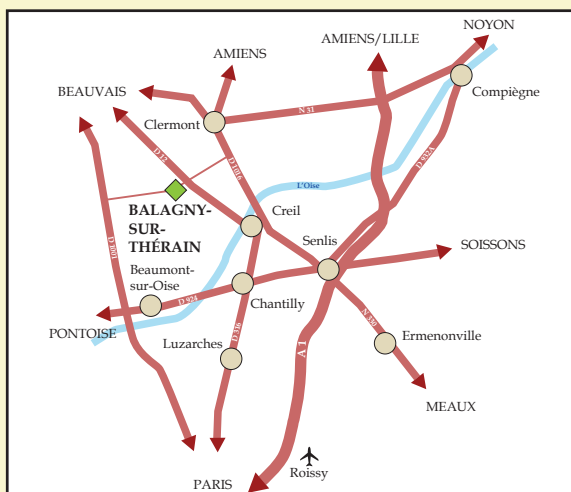 NOYON
AMIENS
AMIENS/LILLE
BEAUVAIS
Compiègne
N 31
Clermont
D 12
D 1016
D 932A
L'Oise
BALAGNY-
SUR-
THÉRAIN
Creil
D 1001
Senlis
SOISSONS
Beaumont-
sur-Oise
D 924
Chantilly
PONTOISE
N 330
Ermenonville
D 316
Luzarches
A 1
MEAUX
Roissy
PARIS